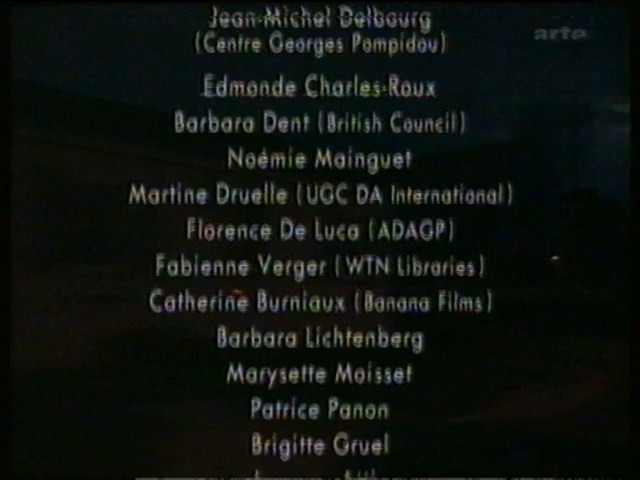 Jean-Michel Delbourg
(Centre Georges Pompidou)
arte
Edmonde Charles-Roux
Barbara Dent (British Council)
Noémie Mainguet
Martine Druelle (UGC DA International)
Florence De Luca (ADAGP)
Fabienne Verger (WTN Libraries)
Catherine Burniaux (Banana Films)
Barbara Lichtenberg
Marysette Moisset
Patrice Panon
Brigitte Gruel